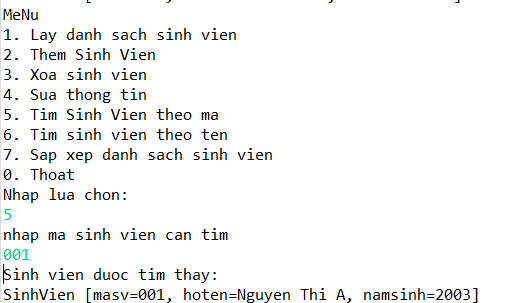 MeNu
1. Lay danh sach sinh vien
2. Them Sinh Vien
3. Xoa sinh vien
4. Sua thong tin
5. Tim Sinh Vien theo ma
6. Tim sinh vien theo ten
7. Sap xep danh sach sinh vien
0. Thoat
Nhap lua chon:
5
nhap ma sinh vien can tim
001
Sinh vien duoc tim thay:
SinhVien [masv=001, hoten=Nguyen Thi A, namsinh=2003]